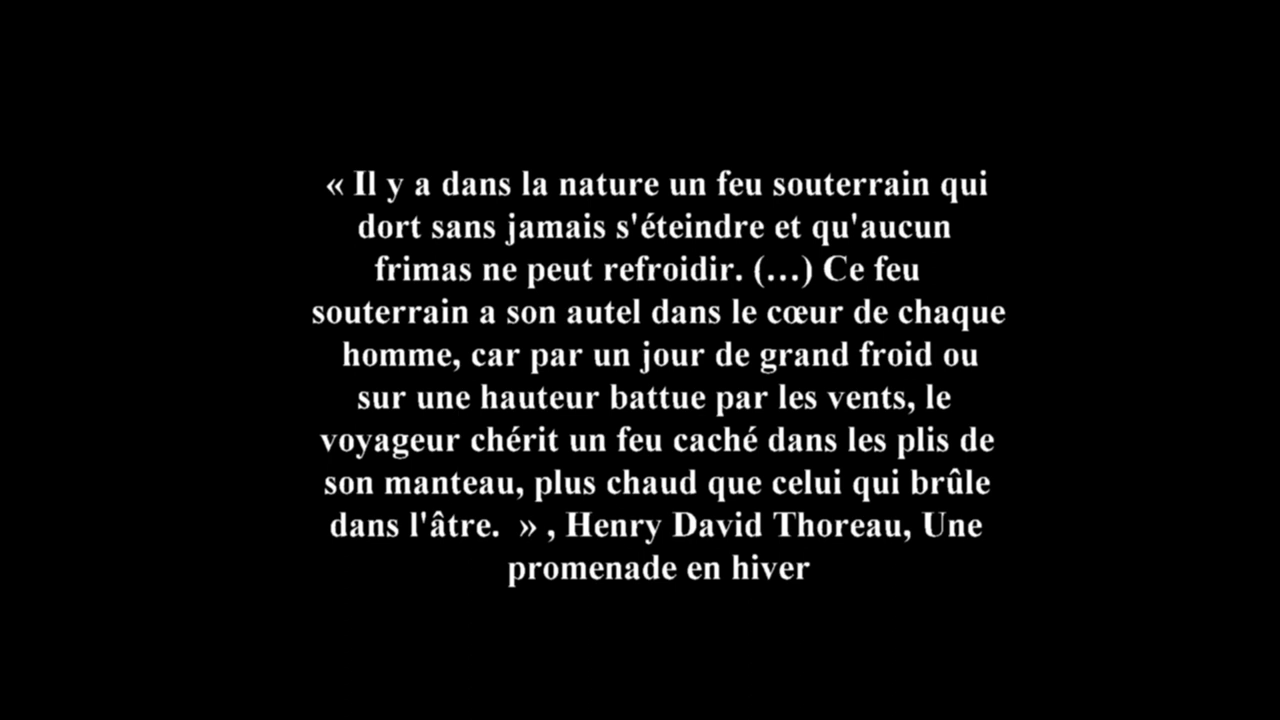 « Il y a dans la nature un feu souterrain qui
dort sans jamais s'éteindre et qu'aucun
frimas ne peut refroidir. (…) Ce feu
souterrain a son autel dans le cœur de chaque
homme, car par un jour de grand froid ou
sur une hauteur battue par les vents, le
voyageur chérit un feu caché dans les plis de
son manteau, plus chaud que celui qui brûle
dans l'âtre.  » , Henry David Thoreau, Une
promenade en hiver